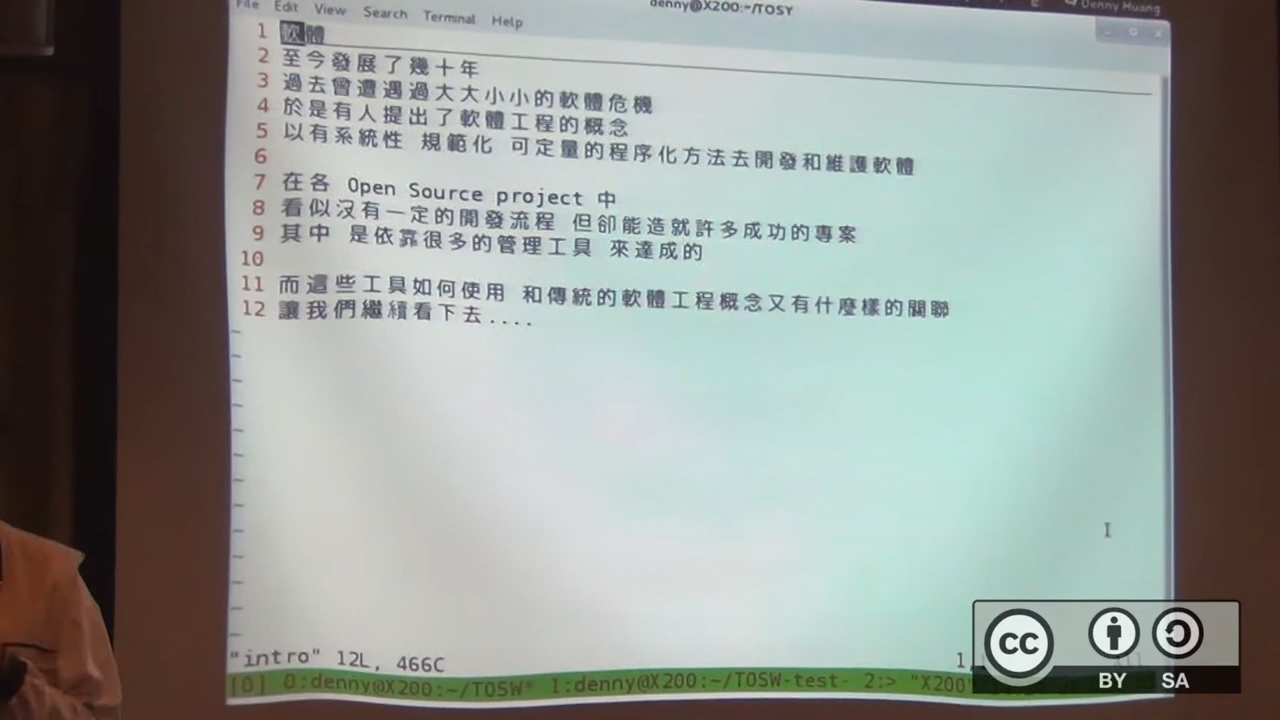 File Edit View Search Terminal Help
denny@X200:~/TOSY
Denny Huang
1 軟體
2 至今發展了幾十年
3 過去曾遭遇過大大小小的軟體危機
4 於是有人提出了軟體工程的概念
5 以有系統性 規範化 可定量的程序化方法去開發和維護軟體
6
7 在各 Open Source project 中
8 看似沒有一定的開發流程 但卻能造就許多成功的專案
9 其中 是依靠很多的管理工具 來達成的
10
11 而這些工具如何使用 和傳統的軟體工程概念又有什麼樣的關聯
12 讓我們繼續看下去....
~
~
~
~
~
~
~
~
~
~
~
~
~
"intro" 12L, 466C
1,
[0] 0:denny@X200:~/TOSW* 1:denny@X200:~/TOSW-test- 2:> "X200"
cc
BY SA